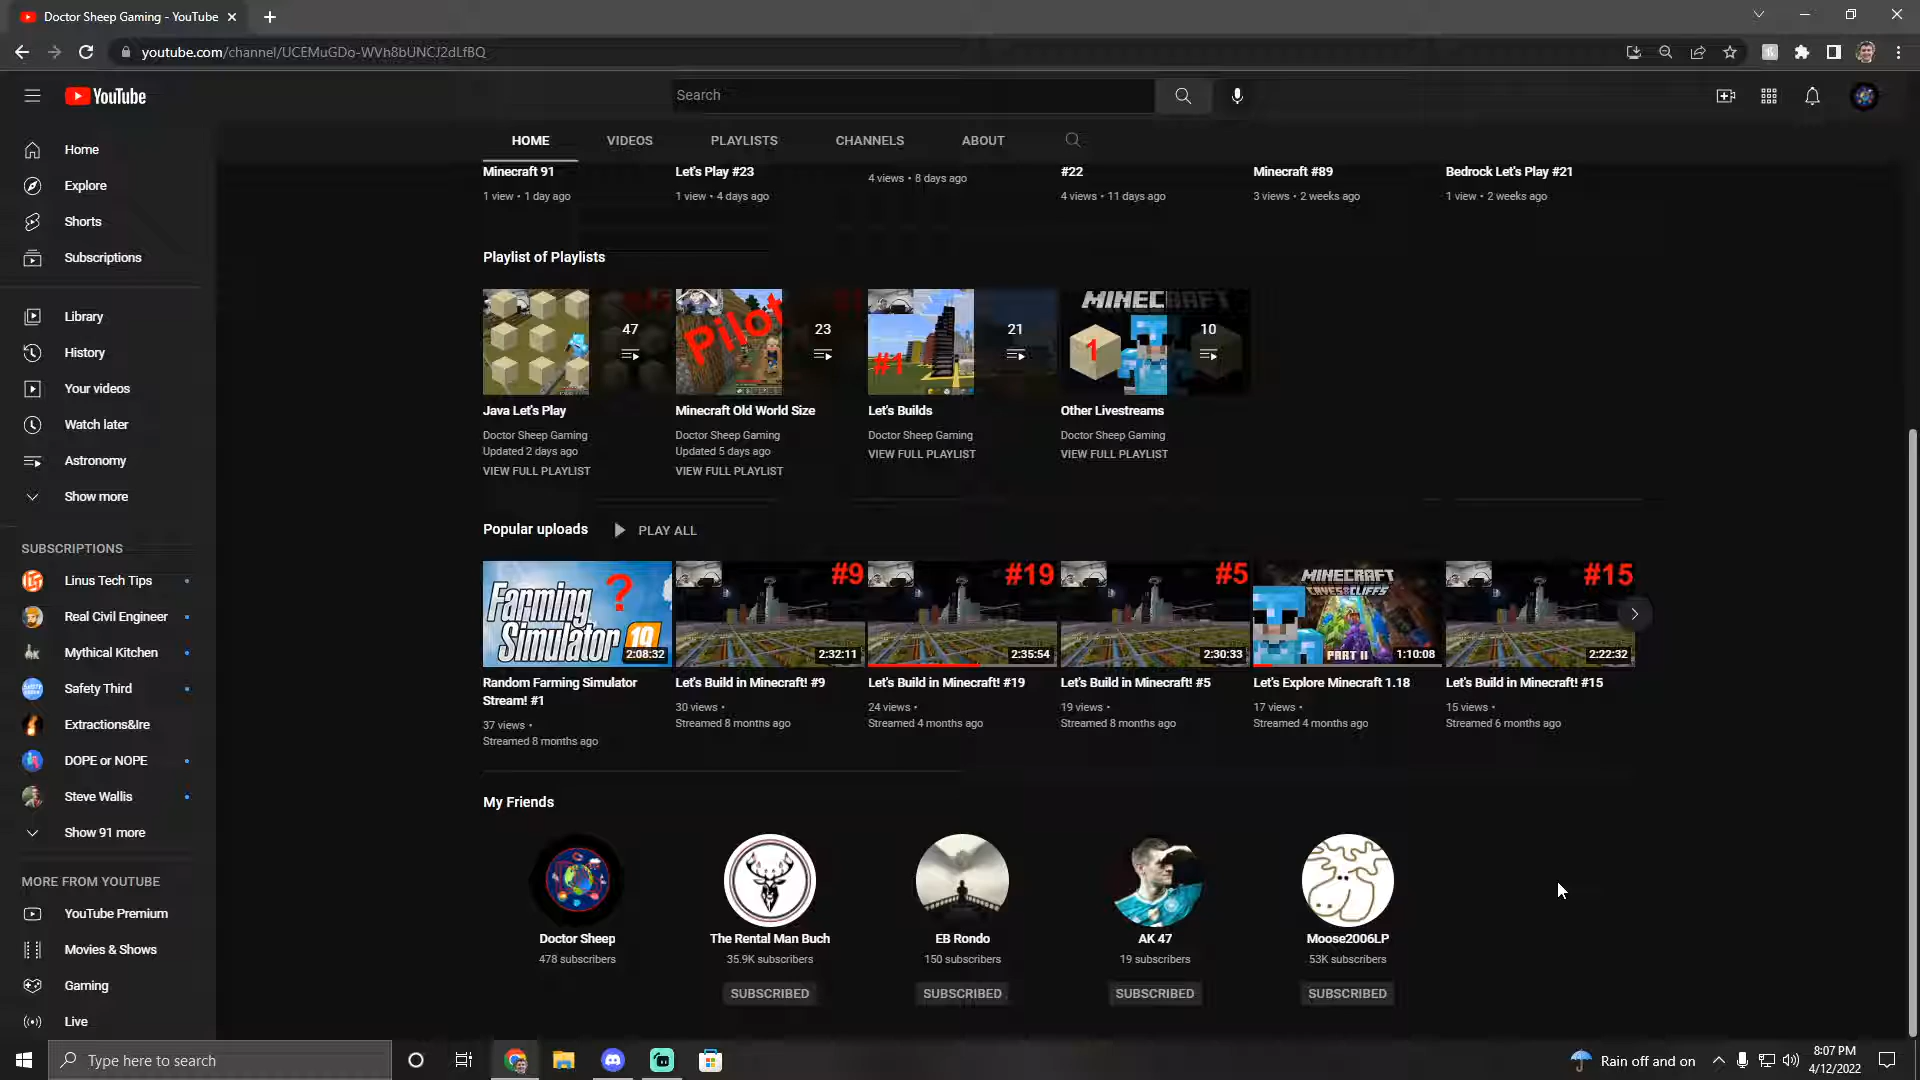 Doctor Sheep Gaming - YouTube
youtube.com/channel/UCEMuGDo-WVh8bUNCJ2dLfBQ
YouTube
Search
Home
Explore
Shorts
Subscriptions
Library
History
Your videos
Watch later
Astronomy
Show more
SUBSCRIPTIONS
Linus Tech Tips
Real Civil Engineer
Mythical Kitchen
Safety Third
Extractions&Ire
DOPE or NOPE
Steve Wallis
Show 91 more
MORE FROM YOUTUBE
YouTube Premium
Movies & Shows
Gaming
Live
HOME VIDEOS PLAYLISTS CHANNELS ABOUT
Minecraft 91
1 view • 1 day ago
Let's Play #23
1 view • 4 days ago
4 views • 8 days ago
#22
4 views • 11 days ago
Minecraft #89
3 views • 2 weeks ago
Bedrock Let's Play #21
1 view • 2 weeks ago
Playlist of Playlists
47
Java Let's Play
Doctor Sheep Gaming
Updated 2 days ago
VIEW FULL PLAYLIST
Pilot
23
Minecraft Old World Size
Doctor Sheep Gaming
Updated 5 days ago
VIEW FULL PLAYLIST
#1
21
Let's Builds
Doctor Sheep Gaming
VIEW FULL PLAYLIST
MINECRAFT
1
10
Other Livestreams
Doctor Sheep Gaming
VIEW FULL PLAYLIST
Popular uploads PLAY ALL
Farming
Simulator 19
?
2:08:32
Random Farming Simulator
Stream! #1
37 views •
Streamed 8 months ago
#9
2:32:11
Let's Build in Minecraft! #9
30 views •
Streamed 8 months ago
#19
2:35:54
Let's Build in Minecraft! #19
24 views •
Streamed 4 months ago
#5
2:30:33
Let's Build in Minecraft! #5
19 views •
Streamed 8 months ago
MINECRAFT
CAVES & CLIFFS
PART II
1:10:08
Let's Explore Minecraft 1.18
17 views •
Streamed 4 months ago
#15
2:22:32
Let's Build in Minecraft! #15
15 views •
Streamed 6 months ago
My Friends
Doctor Sheep
478 subscribers
The Rental Man Buch
35.9K subscribers
SUBSCRIBED
EB Rondo
150 subscribers
SUBSCRIBED
AK 47
19 subscribers
SUBSCRIBED
Moose2006LP
53K subscribers
SUBSCRIBED
Type here to search
Rain off and on
8:07 PM
4/12/2022